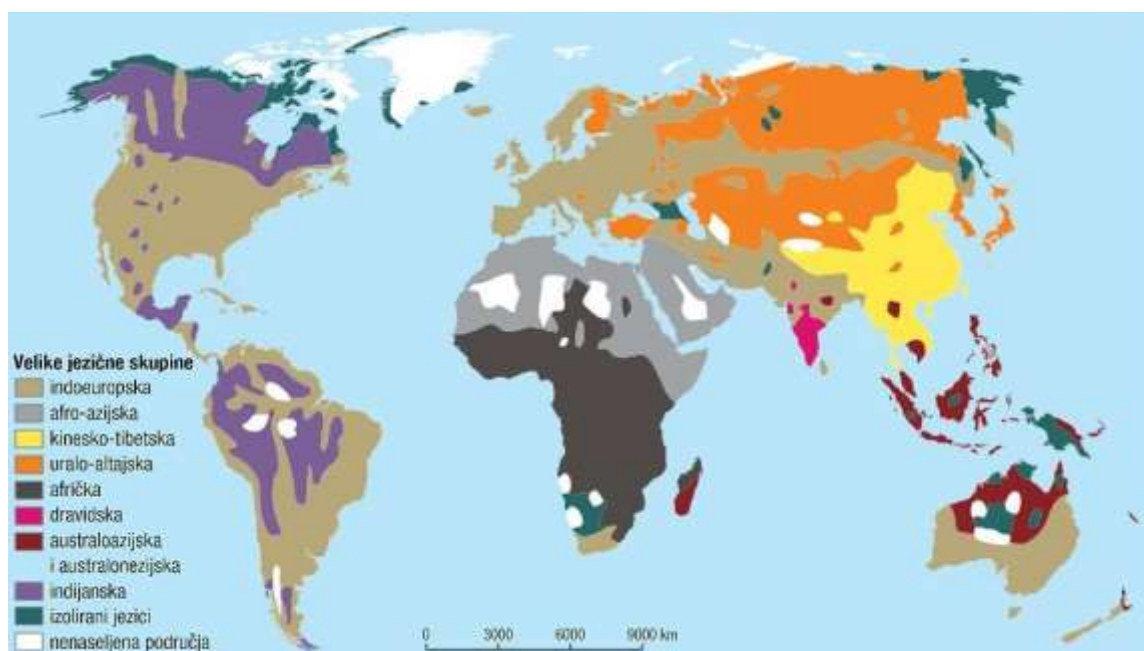 Velike jezične skupine
indoeuropska
afro-azijska
kinesko-tibetska
uralo-altajska
afrička
dravidska
australoazijska
i australonezijska
indijanska
izolirani jezici
nenaseljena područja
0 3000 6000 9000 km